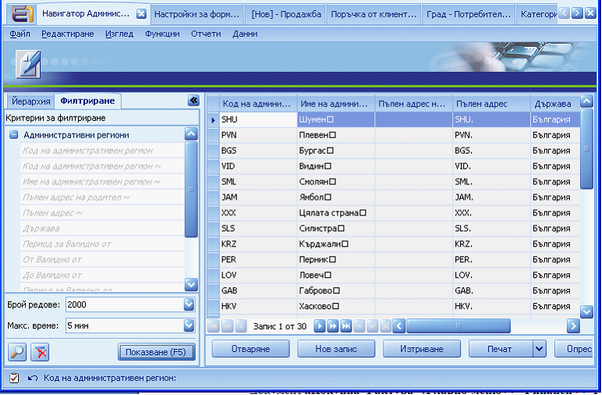 Навигатор Админис... Настройки за форм... [Нов] - Продажба Поръчка от клиент... Град - Потребител... Категори
Файл Редактиране Изглед Функции Отчети Данни
Йерархия Филтриране
Критерии за филтриране
Административни региони
Код на административен регион
Код на административен регион ~
Име на административен регион ~
Пълен адрес на родител ~
Пълен адрес ~
Държава
Период за Валидно от
От Валидно от
До Валидно от
Период за Валидно до
Брой редове: 2000
Макс. време: 5 мин
Показване (F5)
Код на админи... Име на админи... Пълен адрес н... Пълен адрес Държава
SHU Шумен□ SHU. България
PVN Плевен□ PVN. България
BGS Бургас□ BGS. България
VID Видин□ VID. България
SML Смолян□ SML. България
JAM Ямбол□ JAM. България
XXX Цялата страна□ XXX. България
SLS Силистра□ SLS. България
KRZ Кърджали□ KRZ. България
PER Перник□ PER. България
LOV Ловеч□ LOV. България
GAB Габрово□ GAB. България
HKV Хасково□ HKV. България
Запис 1 от 30
Отваряне Нов запис Изтриване Печат Опрес
Код на административен регион: